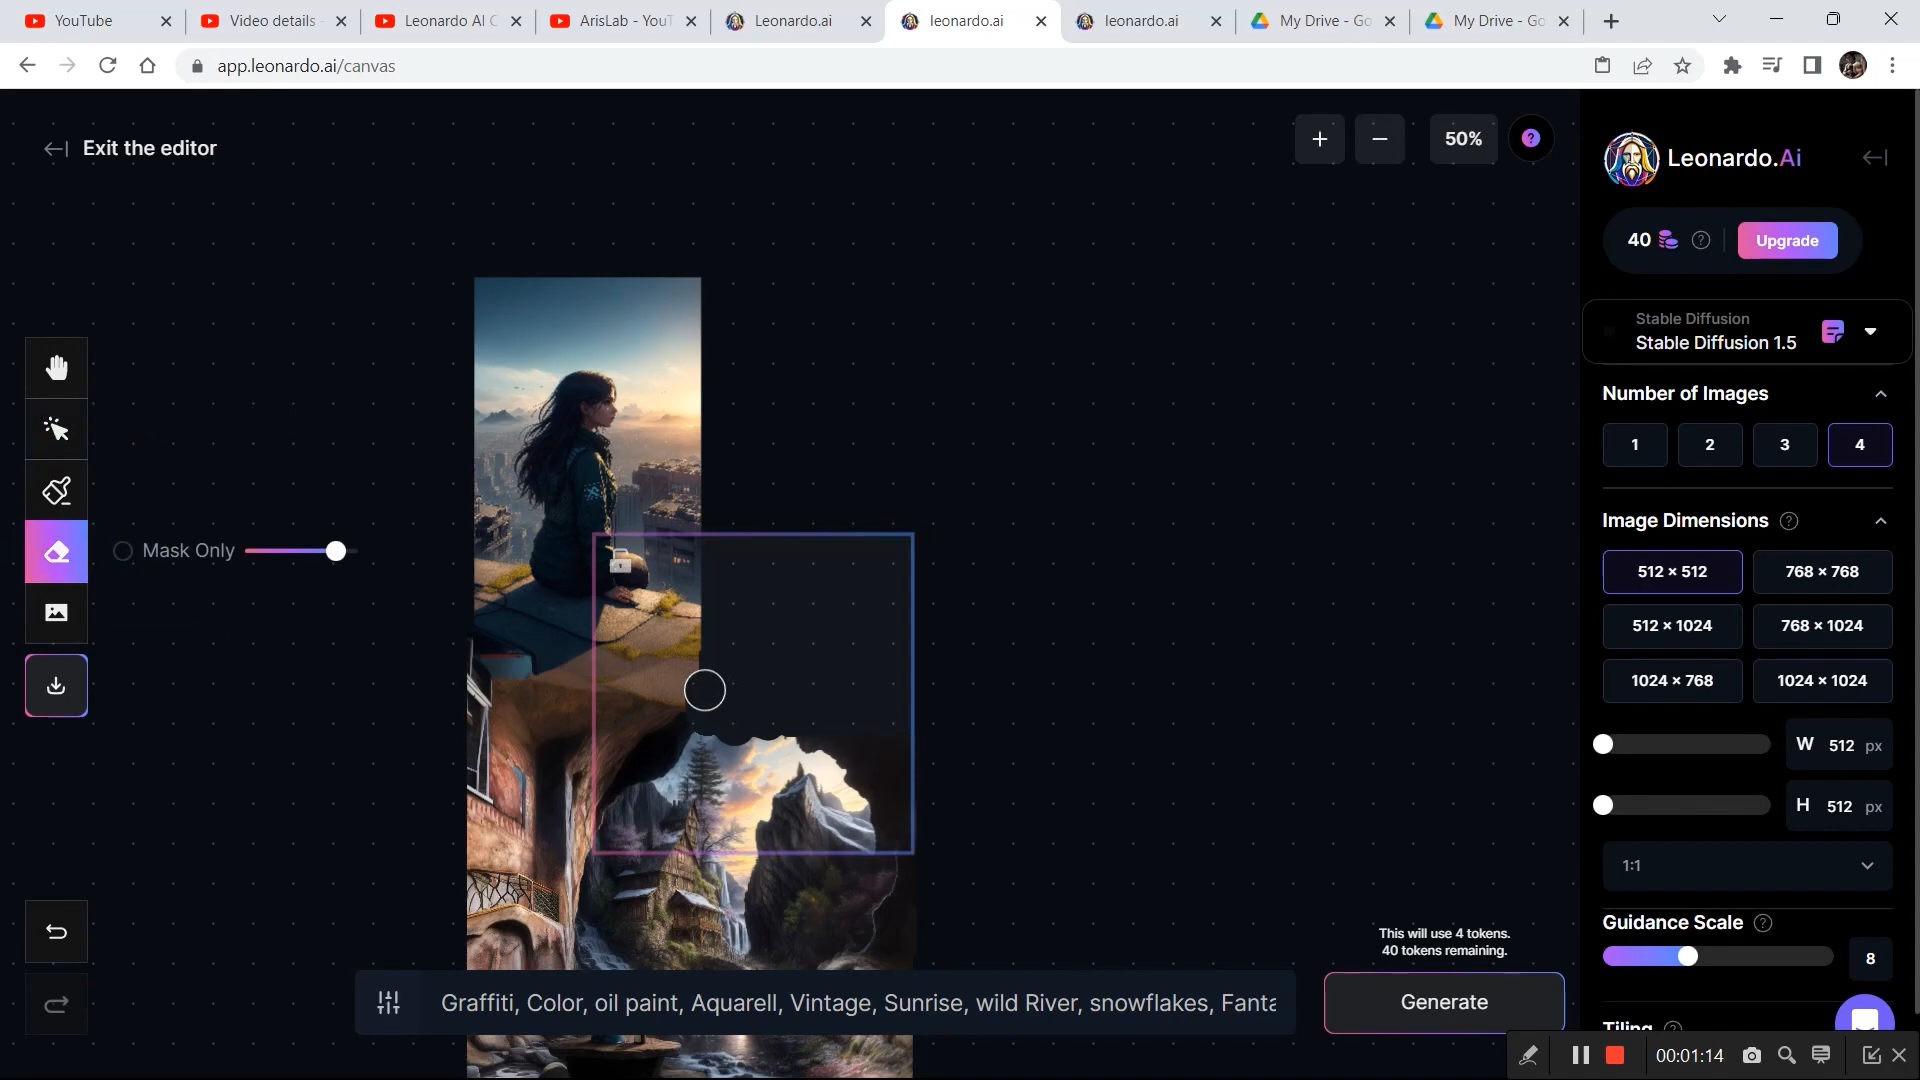 YouTube
Video details
Leonardo AI C
ArisLab - YouT
Leonardo.ai
leonardo.ai
leonardo.ai
My Drive - Go
My Drive - Go
app.leonardo.ai/canvas
Exit the editor
50%
Leonardo.Ai
40
Upgrade
Stable Diffusion
Stable Diffusion 1.5
Number of Images
1 2 3 4
Image Dimensions
512 × 512
768 × 768
512 × 1024
768 × 1024
1024 × 768
1024 × 1024
Mask Only
W 512 px
H 512 px
1:1
Guidance Scale
8
This will use 4 tokens.
40 tokens remaining.
Graffiti, Color, oil paint, Aquarell, Vintage, Sunrise, wild River, snowflakes, Fanta
Generate
Tiling
00:01:14